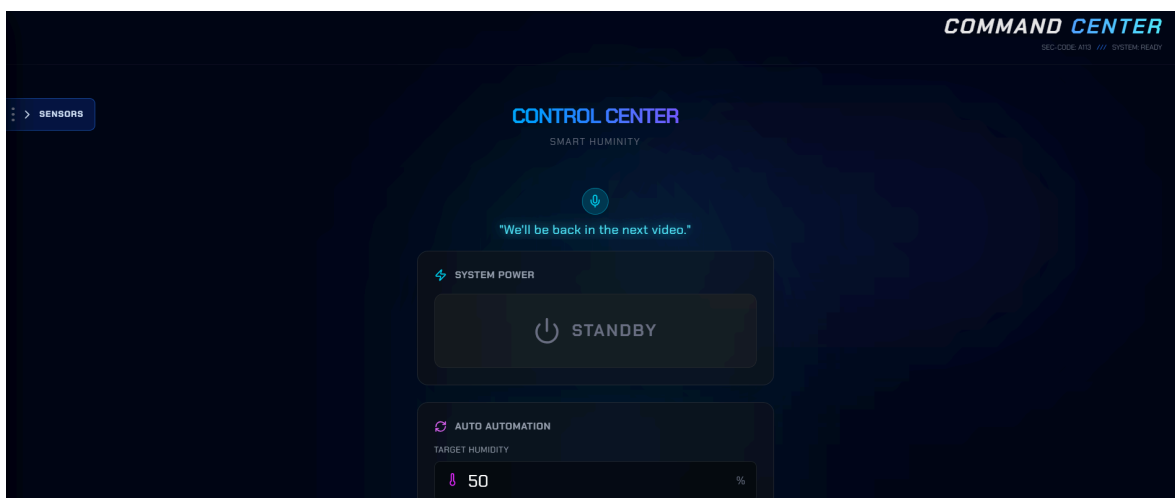 COMMAND CENTER
SEC-CODE: A113 /// SYSTEM: READY
SENSORS
CONTROL CENTER
SMART HUMINITY
"We'll be back in the next video."
SYSTEM POWER
STANDBY
AUTO AUTOMATION
TARGET HUMIDITY
50 %